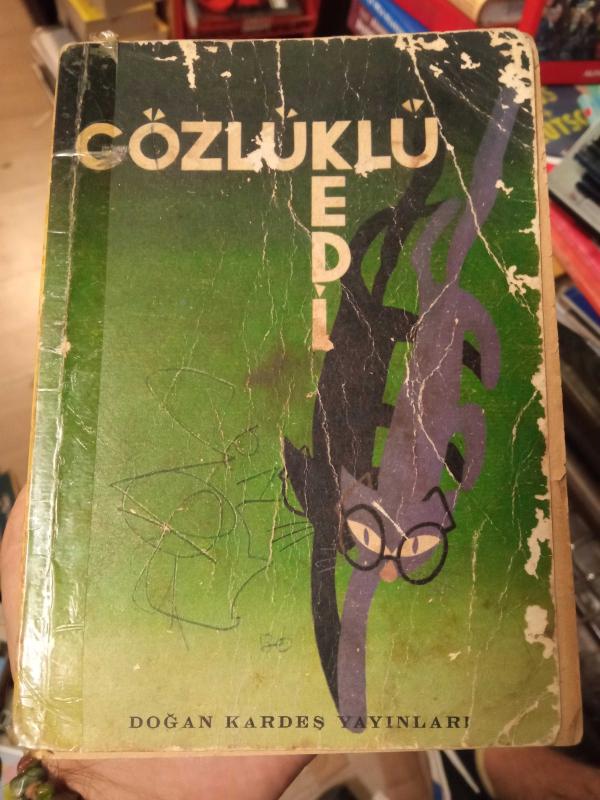 GÖZLÜKLÜ
KEDİ
DOĞAN KARDEŞ YAYINLARI